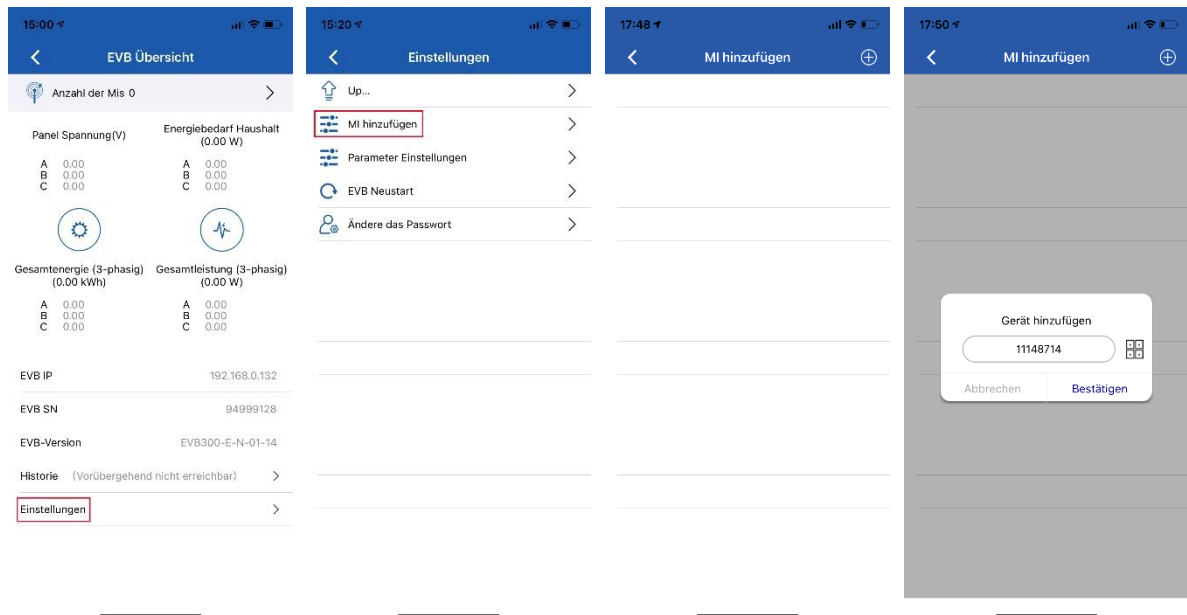 15:00
EVB Übersicht
Anzahl der Mis 0
Panel Spannung(V)
Energiebedarf Haushalt
(0.00 W)
A 0.00
B 0.00
C 0.00
A 0.00
B 0.00
C 0.00
Gesamtenergie (3-phasig)
(0.00 kWh)
Gesamtleistung (3-phasig)
(0.00 W)
A 0.00
B 0.00
C 0.00
A 0.00
B 0.00
C 0.00
EVB IP 192.168.0.132
EVB SN 94999128
EVB-Version EVB300-E-N-01-14
Historie (Vorübergehend nicht erreichbar)
Einstellungen
15:20
Einstellungen
Up...
MI hinzufügen
Parameter Einstellungen
EVB Neustart
Ändere das Passwort
17:48
MI hinzufügen
17:50
MI hinzufügen
Gerät hinzufügen
11148714
Abbrechen Bestätigen